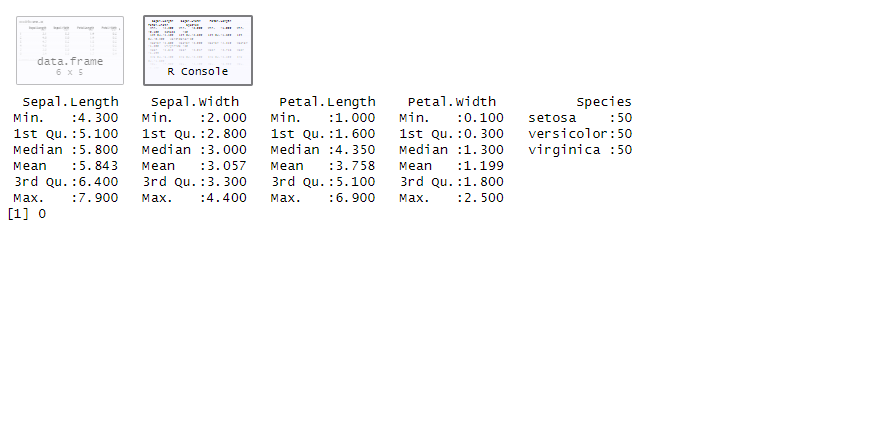 data.frame
6 x 5
R Console
Sepal.Length Sepal.Width Petal.Length Petal.Width Species
Min. :4.300 Min. :2.000 Min. :1.000 Min. :0.100 setosa :50
1st Qu.:5.100 1st Qu.:2.800 1st Qu.:1.600 1st Qu.:0.300 versicolor:50
Median :5.800 Median :3.000 Median :4.350 Median :1.300 virginica :50
Mean :5.843 Mean :3.057 Mean :3.758 Mean :1.199
3rd Qu.:6.400 3rd Qu.:3.300 3rd Qu.:5.100 3rd Qu.:1.800
Max. :7.900 Max. :4.400 Max. :6.900 Max. :2.500
[1] 0